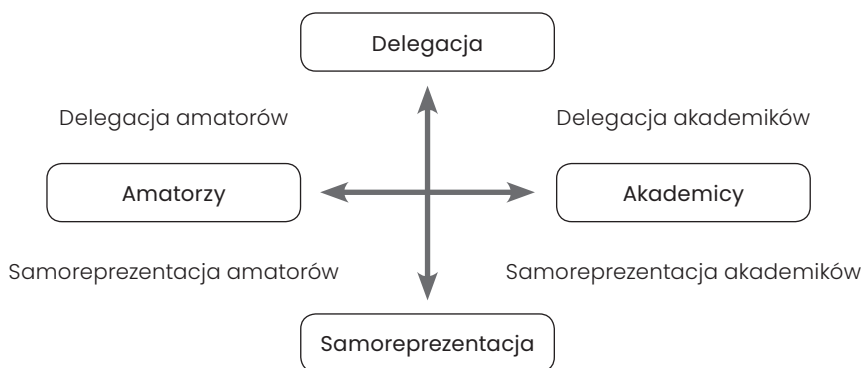 Delegacja
Delegacja amatorów
Delegacja akademików
Amatorzy
Akademicy
Samoreprezentacja amatorów
Samoreprezentacja akademików
Samoreprezentacja